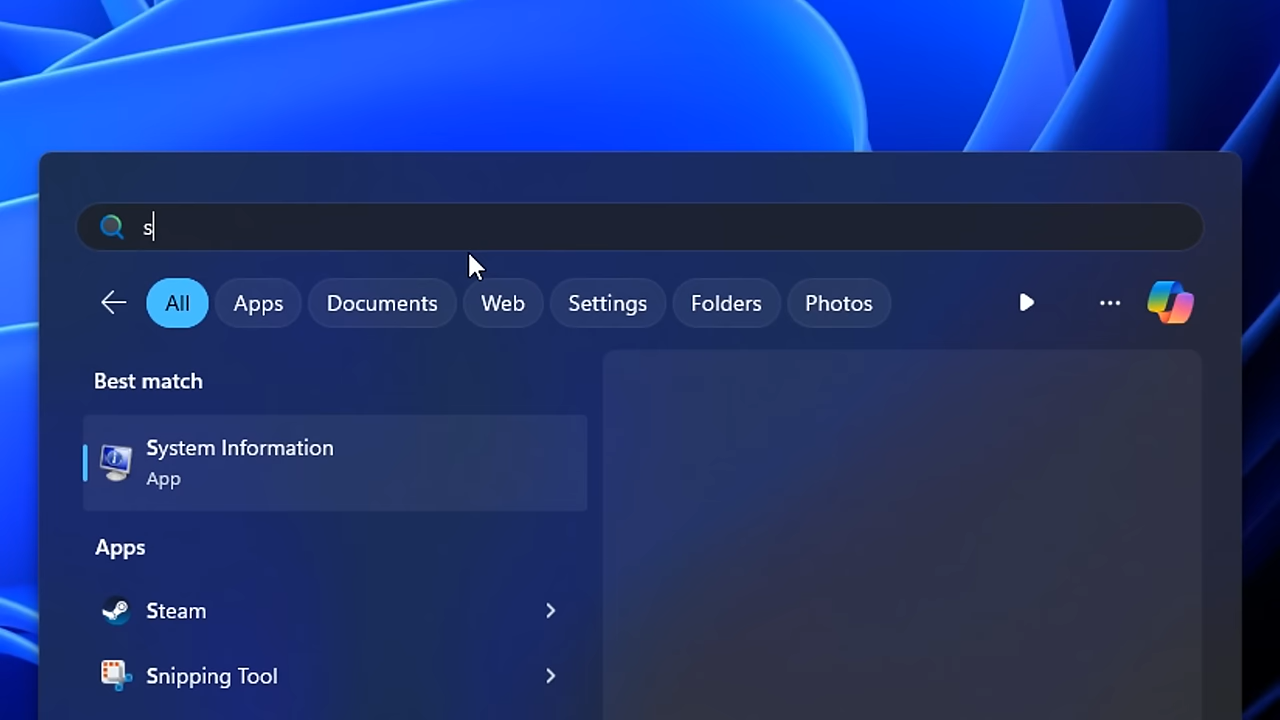 s
All Apps Documents Web Settings Folders Photos
Best match
System Information
App
Apps
Steam
Snipping Tool